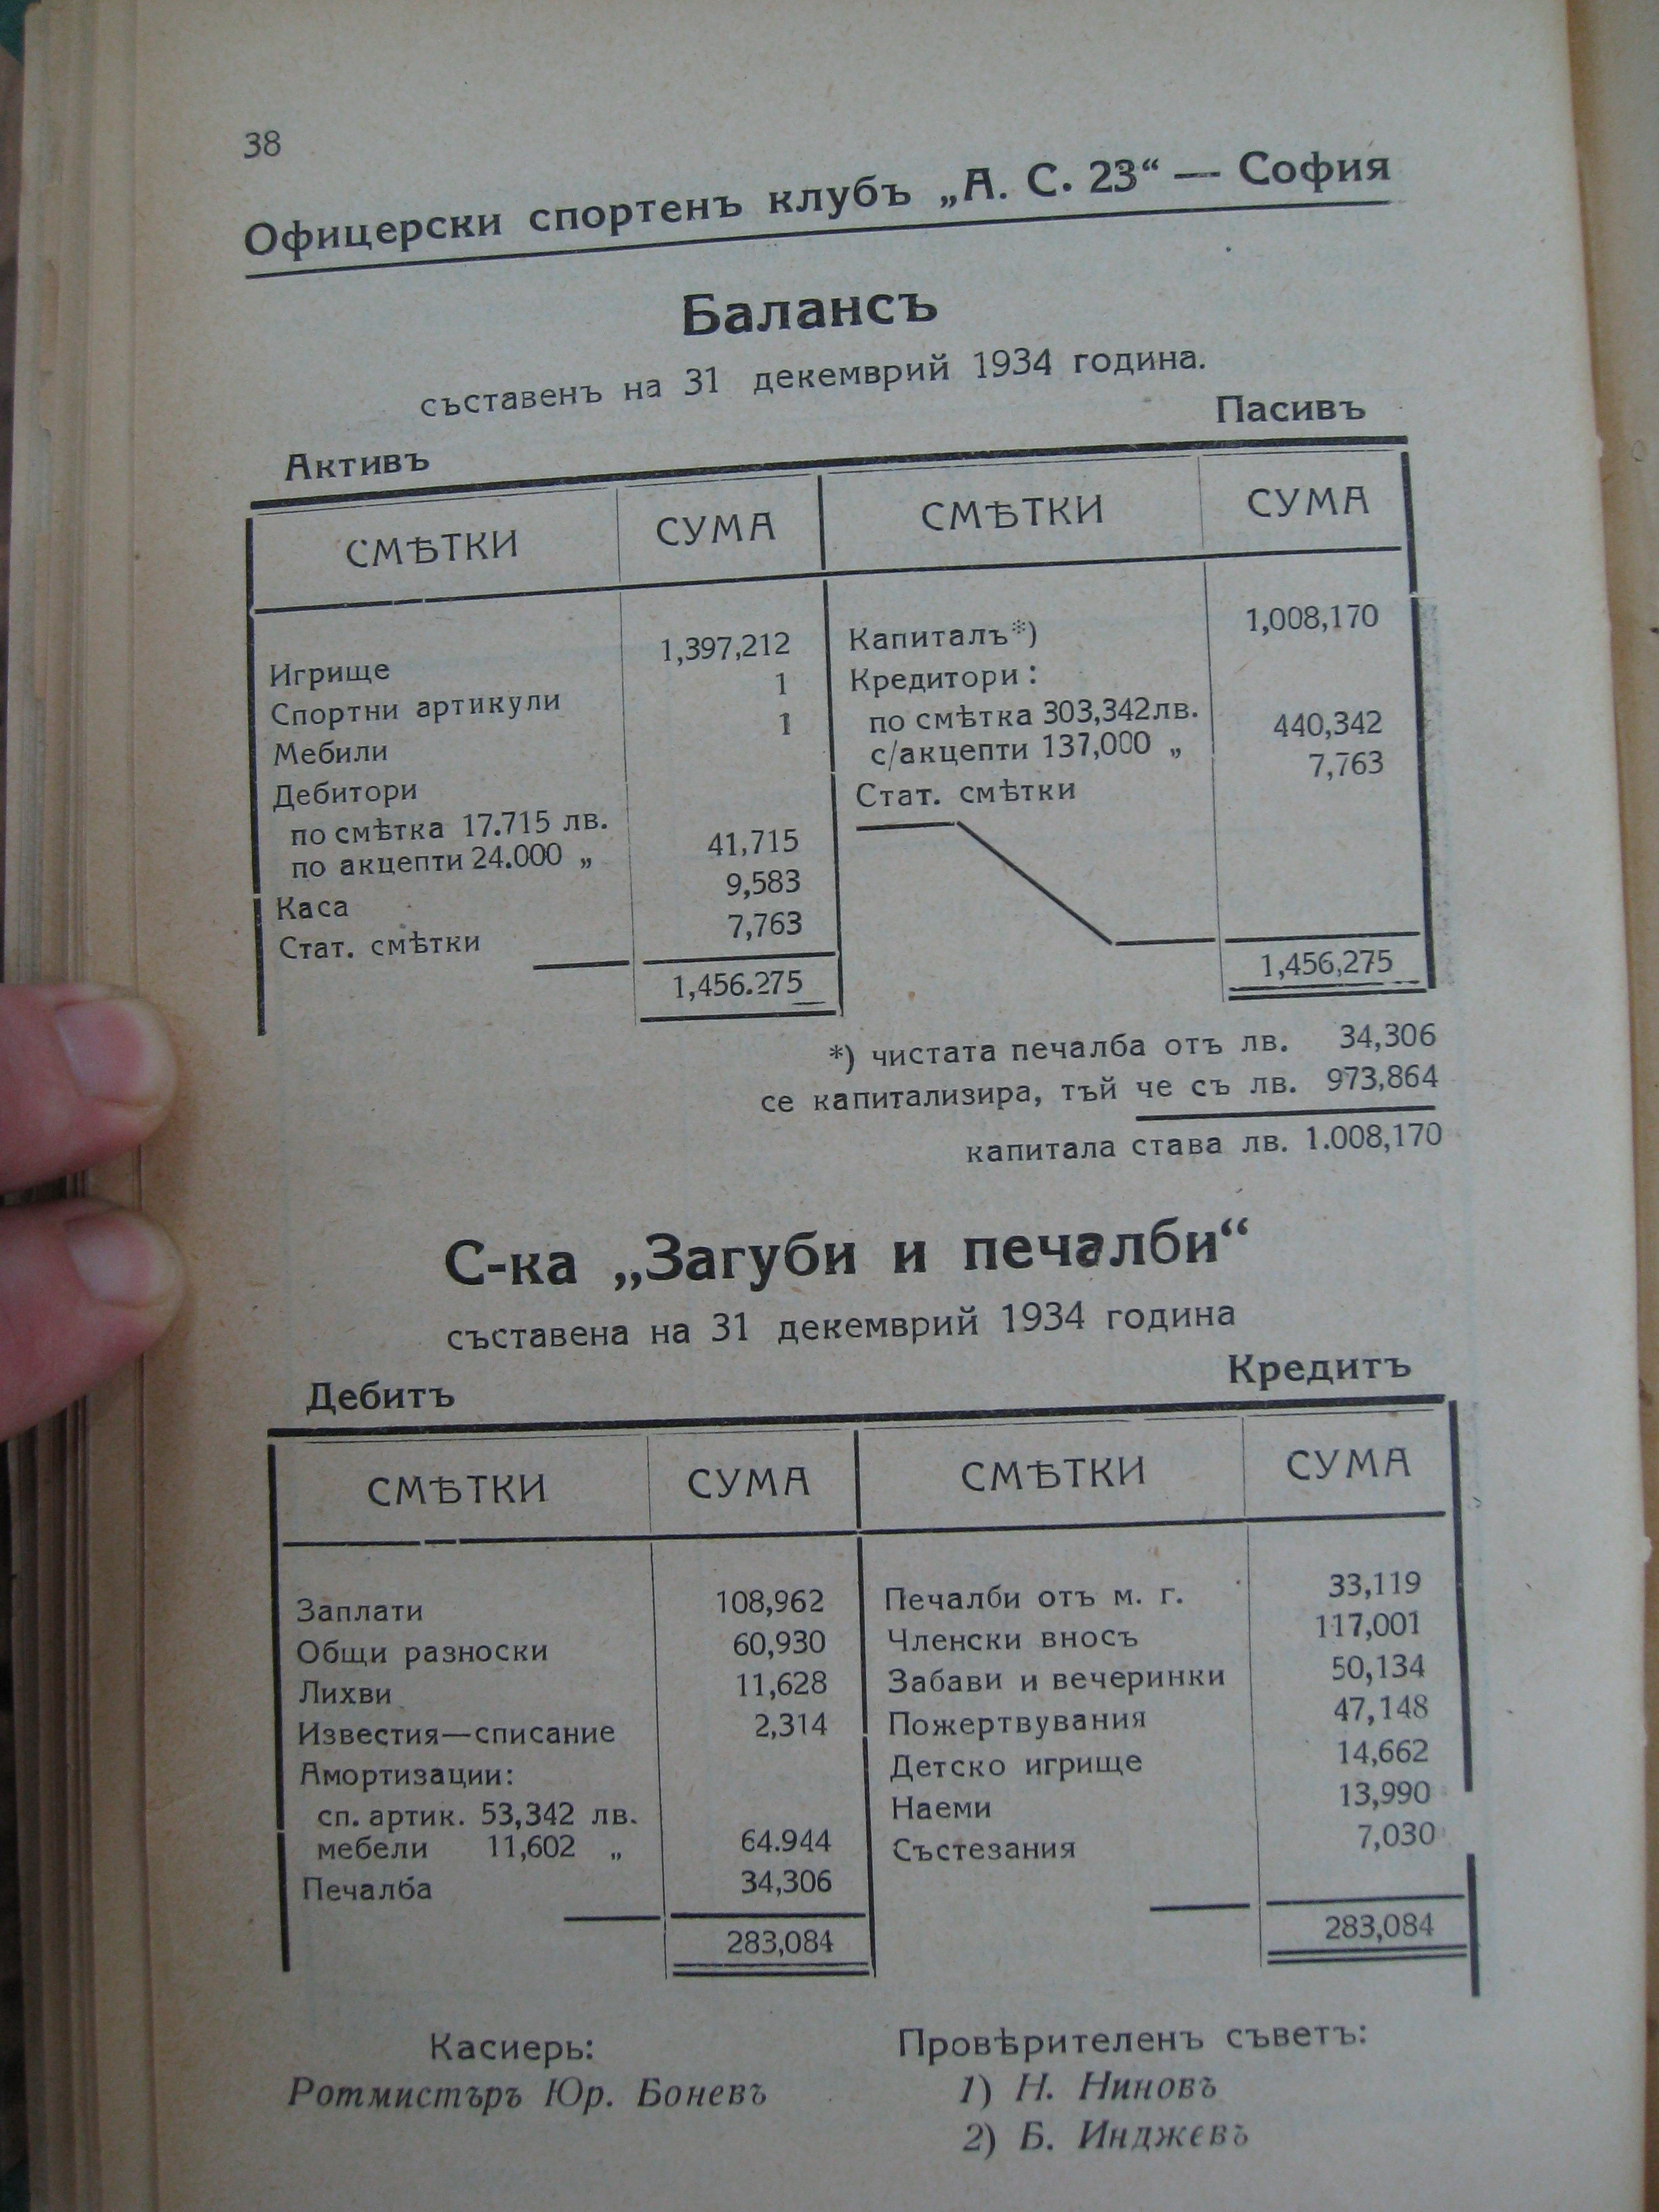 38
Офицерски спортенъ клубъ „А. С. 23“ — София
Балансъ
съставенъ на 31 декемврий 1934 година.
Активъ Пасивъ
СМѢТКИ СУМА СМѢТКИ СУМА
Игрище 1,397,212 Капиталъ*) 1,008,170
Спортни артикули 1 Кредитори:
Мебили 1 по смѣтка 303,342лв.
Дебитори с/акцепти 137,000 „ 440,342
по смѣтка 17.715 лв. Стат. смѣтки 7,763
по акцепти 24.000 „ 41,715
Каса 9,583
Стат. смѣтки 7,763
1,456.275 1,456,275
*) чистата печалба отъ лв. 34,306
се капитализира, тъй че съ лв. 973,864
капитала става лв. 1.008,170
С-ка „Загуби и печалби“
съставена на 31 декемврий 1934 година
Дебитъ Кредитъ
СМѢТКИ СУМА СМѢТКИ СУМА
Заплати 108,962 Печалби отъ м. г. 33,119
Общи разноски 60,930 Членски вносъ 117,001
Лихви 11,628 Забави и вечеринки 50,134
Известия—списание 2,314 Пожертвувания 47,148
Амортизации: Детско игрище 14,662
сп. артик. 53,342 лв. Наеми 13,990
мебели 11,602 „ 64.944 Състезания 7,030
Печалба 34,306
283,084 283,084
Касиерь: Провѣрителенъ съветъ:
Ротмистъръ Юр. Боневъ 1) Н. Ниновъ
2) Б. Инджевъ